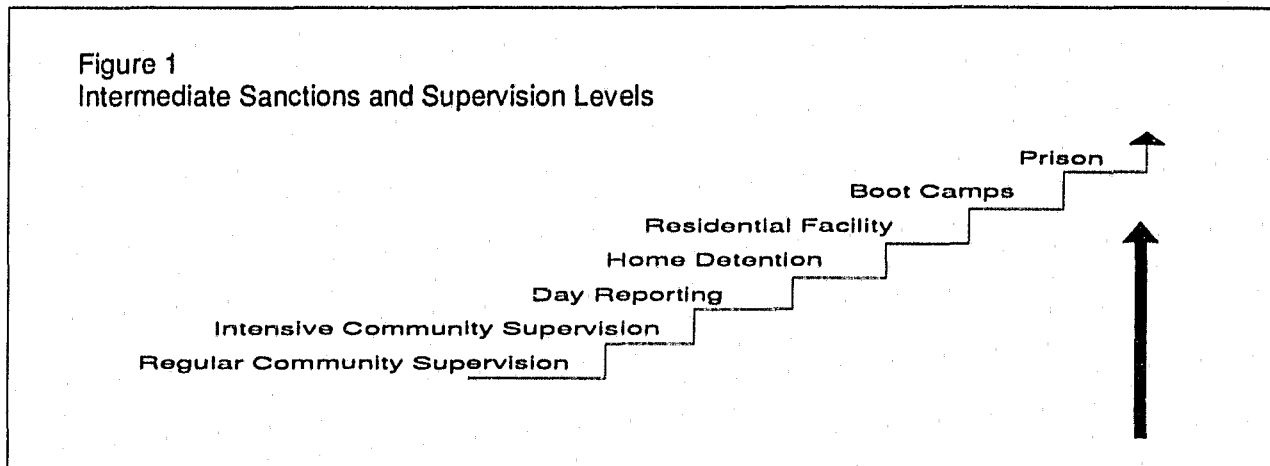 Figure 1
Intermediate Sanctions and Supervision Levels
Prison
Boot Camps
Residential Facility
Home Detention
Day Reporting
Intensive Community Supervision
Regular Community Supervision